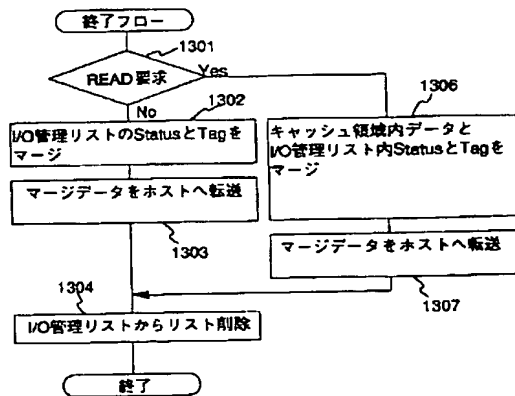 終了フロー
1301
READ要求
Yes
No
1302
I/O管理リストのStatusとTagを
マージ
マージデータをホストへ転送
1303
1306
キャッシュ領域内データと
I/O管理リスト内StatusとTagを
マージ
マージデータをホストへ転送
1307
1304
I/O管理リストからリスト削除
終了